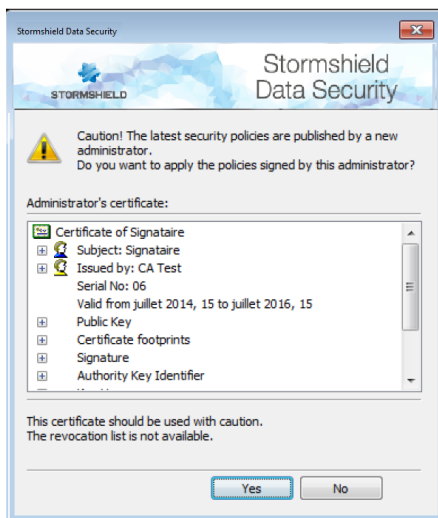 Stormshield Data Security
STORMSHIELD
Stormshield
Data Security
Caution! The latest security policies are published by a new
administrator.
Do you want to apply the policies signed by this administrator?
Administrator's certificate:
Certificate of Signataire
Subject: Signataire
Issued by: CA Test
Serial No: 06
Valid from juillet 2014, 15 to juillet 2016, 15
Public Key
Certificate footprints
Signature
Authority Key Identifier
This certificate should be used with caution.
The revocation list is not available.
Yes
No